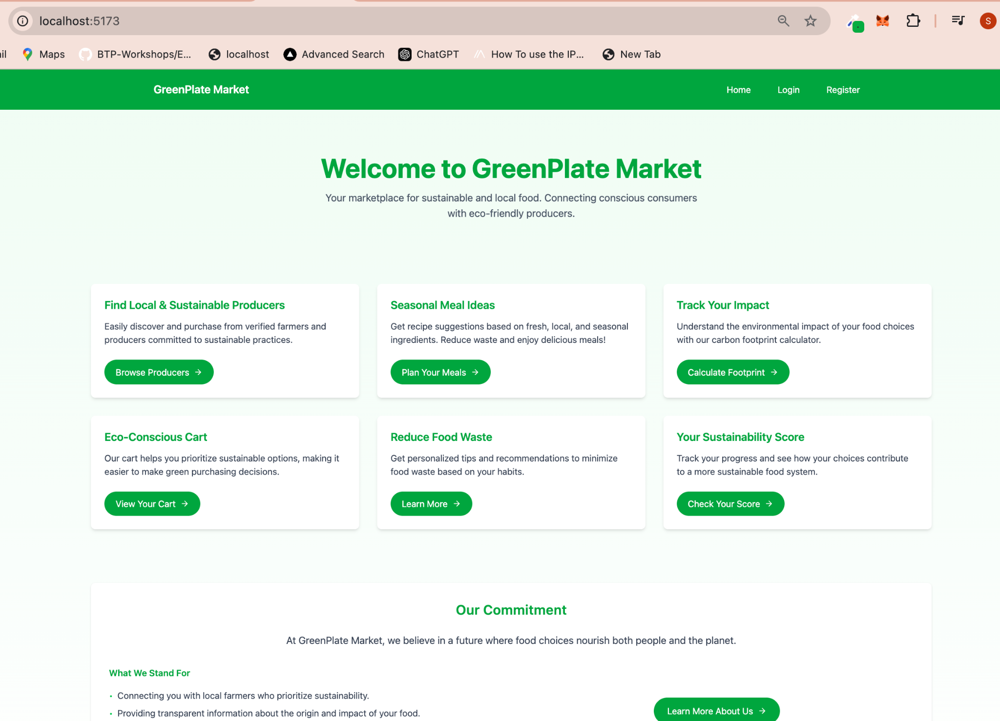 localhost:5173
il
Maps
BTP-Workshops/E...
localhost
Advanced Search
ChatGPT
How To use the IP...
New Tab
S
GreenPlate Market
Home
Login
Register
Welcome to GreenPlate Market
Your marketplace for sustainable and local food. Connecting conscious consumers
with eco-friendly producers.
Find Local & Sustainable Producers
Easily discover and purchase from verified farmers and
producers committed to sustainable practices.
Browse Producers →
Seasonal Meal Ideas
Get recipe suggestions based on fresh, local, and seasonal
ingredients. Reduce waste and enjoy delicious meals!
Plan Your Meals →
Track Your Impact
Understand the environmental impact of your food choices
with our carbon footprint calculator.
Calculate Footprint →
Eco-Conscious Cart
Our cart helps you prioritize sustainable options, making it
easier to make green purchasing decisions.
View Your Cart →
Reduce Food Waste
Get personalized tips and recommendations to minimize
food waste based on your habits.
Learn More →
Your Sustainability Score
Track your progress and see how your choices contribute
to a more sustainable food system.
Check Your Score →
Our Commitment
At GreenPlate Market, we believe in a future where food choices nourish both people and the planet.
What We Stand For
• Connecting you with local farmers who prioritize sustainability.
• Providing transparent information about the origin and impact of your food.
Learn More About Us →